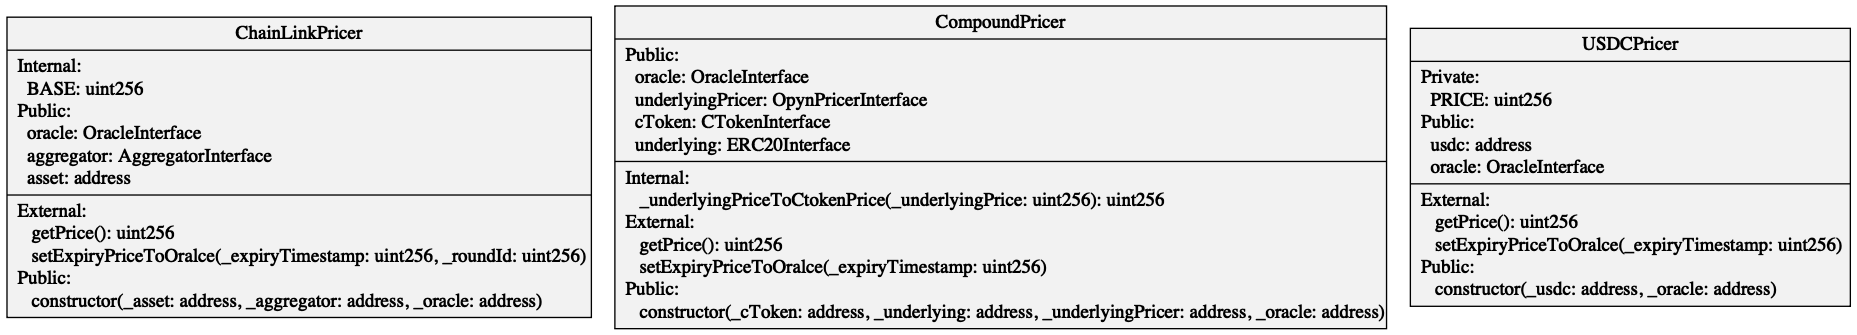 ChainLinkPricer
Internal:
BASE: uint256
Public:
oracle: OracleInterface
aggregator: AggregatorInterface
asset: address
External:
getPrice(): uint256
setExpiryPriceToOralce(_expiryTimestamp: uint256, _roundId: uint256)
Public:
constructor(_asset: address, _aggregator: address, _oracle: address)
CompoundPricer
Public:
oracle: OracleInterface
underlyingPricer: OpynPricerInterface
cToken: CTokenInterface
underlying: ERC20Interface
Internal:
_underlyingPriceToCtokenPrice(_underlyingPrice: uint256): uint256
External:
getPrice(): uint256
setExpiryPriceToOralce(_expiryTimestamp: uint256)
Public:
constructor(_cToken: address, _underlying: address, _underlyingPricer: address, _oracle: address)
USDCPricer
Private:
PRICE: uint256
Public:
usdc: address
oracle: OracleInterface
External:
getPrice(): uint256
setExpiryPriceToOralce(_expiryTimestamp: uint256)
Public:
constructor(_usdc: address, _oracle: address)